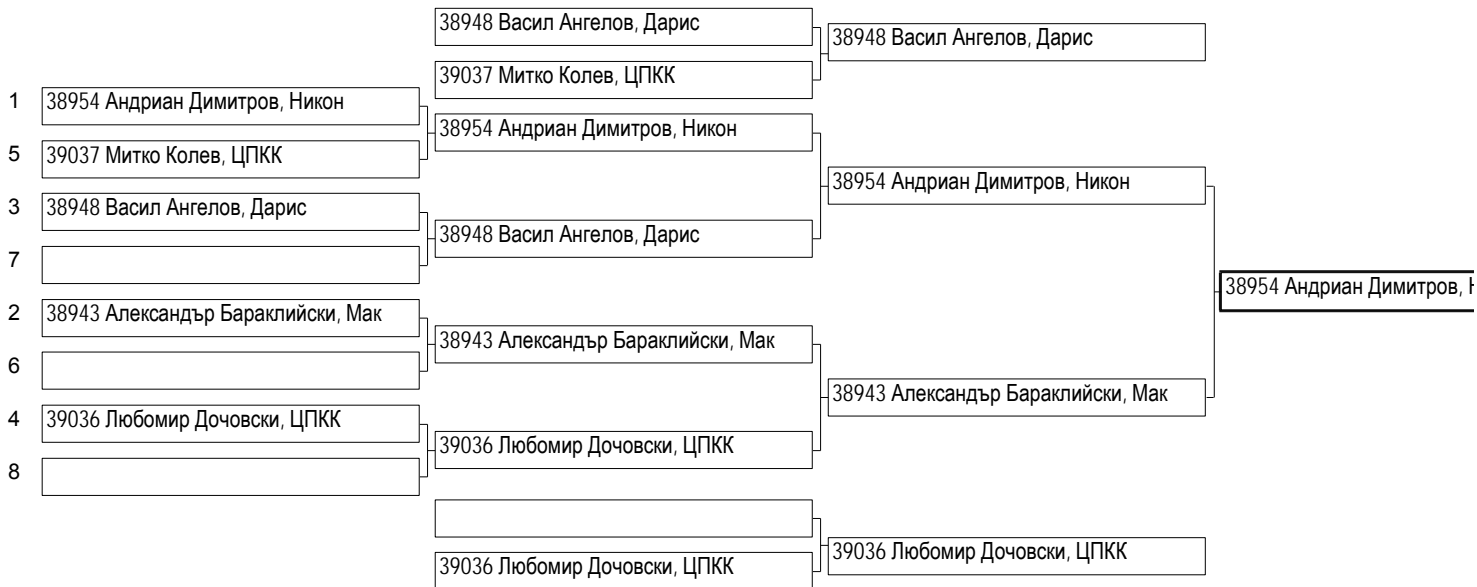 38948 Васил Ангелов, Дарис
38948 Васил Ангелов, Дарис
39037 Митко Колев, ЦПКК
1 38954 Андриан Димитров, Никон
38954 Андриан Димитров, Никон
5 39037 Митко Колев, ЦПКК
38954 Андриан Димитров, Никон
3 38948 Васил Ангелов, Дарис
38948 Васил Ангелов, Дарис
7
38954 Андриан Димитров,
2 38943 Александър Бараклийски, Мак
38943 Александър Бараклийски, Мак
6
38943 Александър Бараклийски, Мак
4 39036 Любомир Дочовски, ЦПКК
39036 Любомир Дочовски, ЦПКК
8
39036 Любомир Дочовски, ЦПКК
39036 Любомир Дочовски, ЦПКК